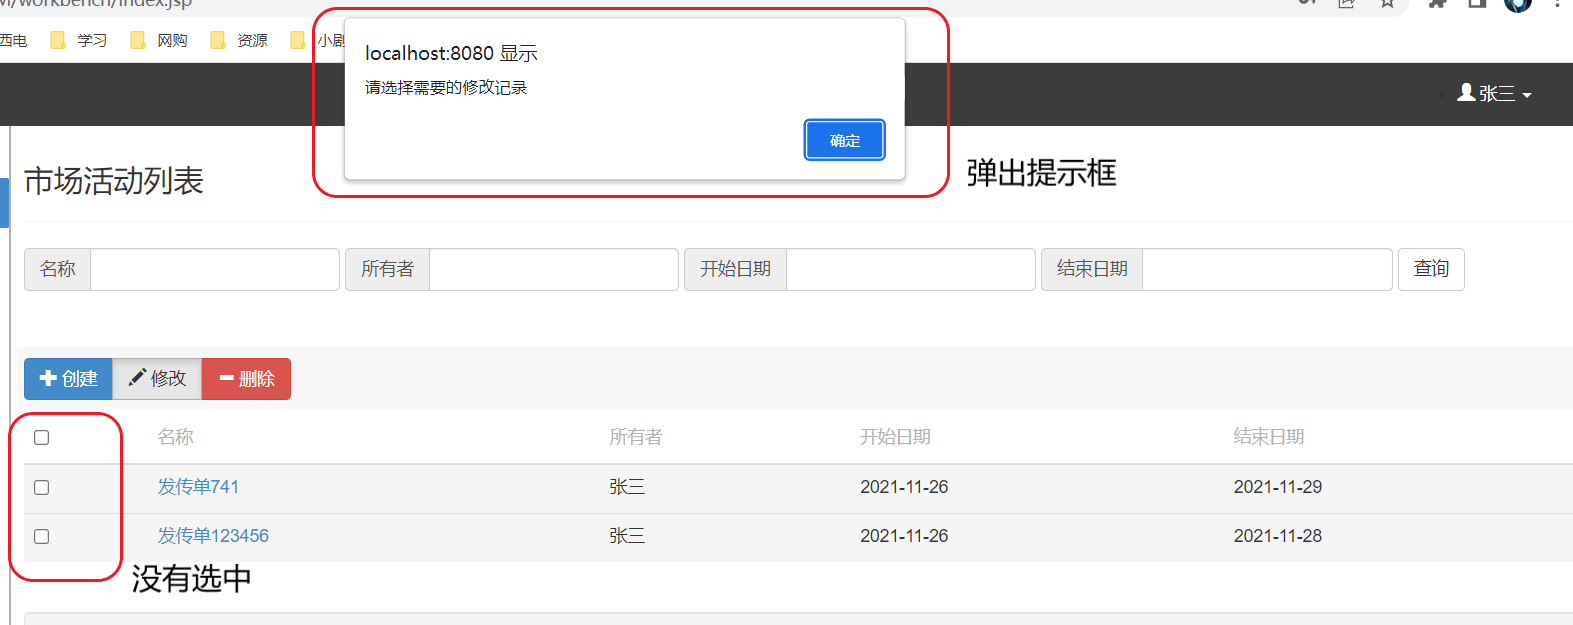 /workbench/index.jsp
西电 学习 网购 资源 小剧
localhost:8080 显示
请选择需要的修改记录
确定
张三
弹出提示框
市场活动列表
名称 所有者 开始日期 结束日期 查询
创建 修改 删除
名称 所有者 开始日期 结束日期
发传单741 张三 2021-11-26 2021-11-29
发传单123456 张三 2021-11-26 2021-11-28
没有选中